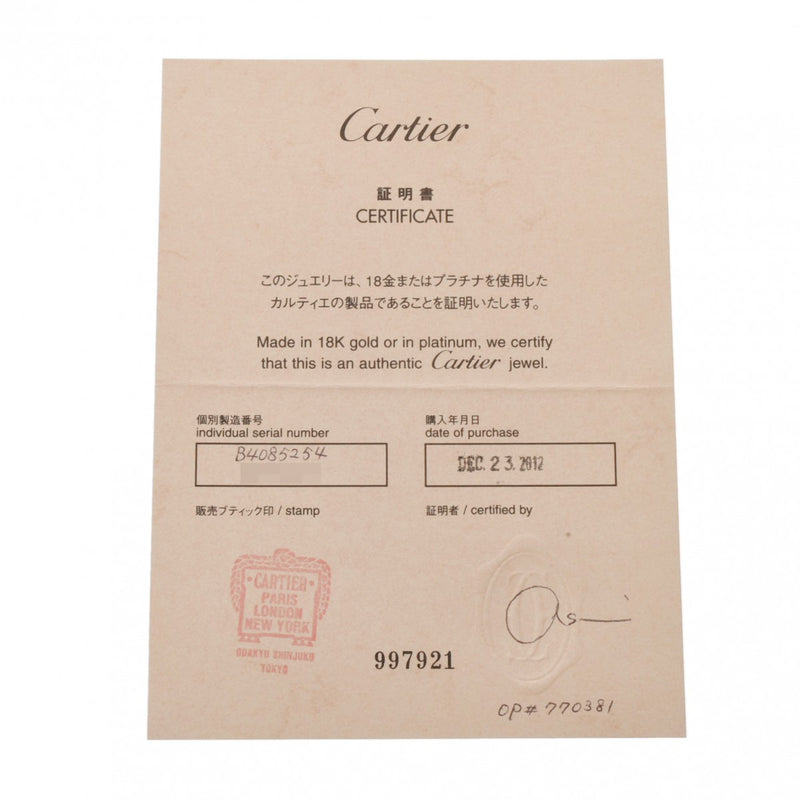 Cartier
証明書
CERTIFICATE
このジュエリーは、18金またはプラチナを使用した
カルティエの製品であることを証明いたします。
Made in 18K gold or in platinum, we certify
that this is an authentic Cartier jewel.
個別製造番号
individual serial number
B4085254
購入年月日
date of purchase
DEC. 23. 2012
販売ブティック印 / stamp
証明者 / certified by
CARTIER
PARIS
LONDON
NEW YORK
ODAKYU SHINJUKU
TOKYO
997921
OP# 770381